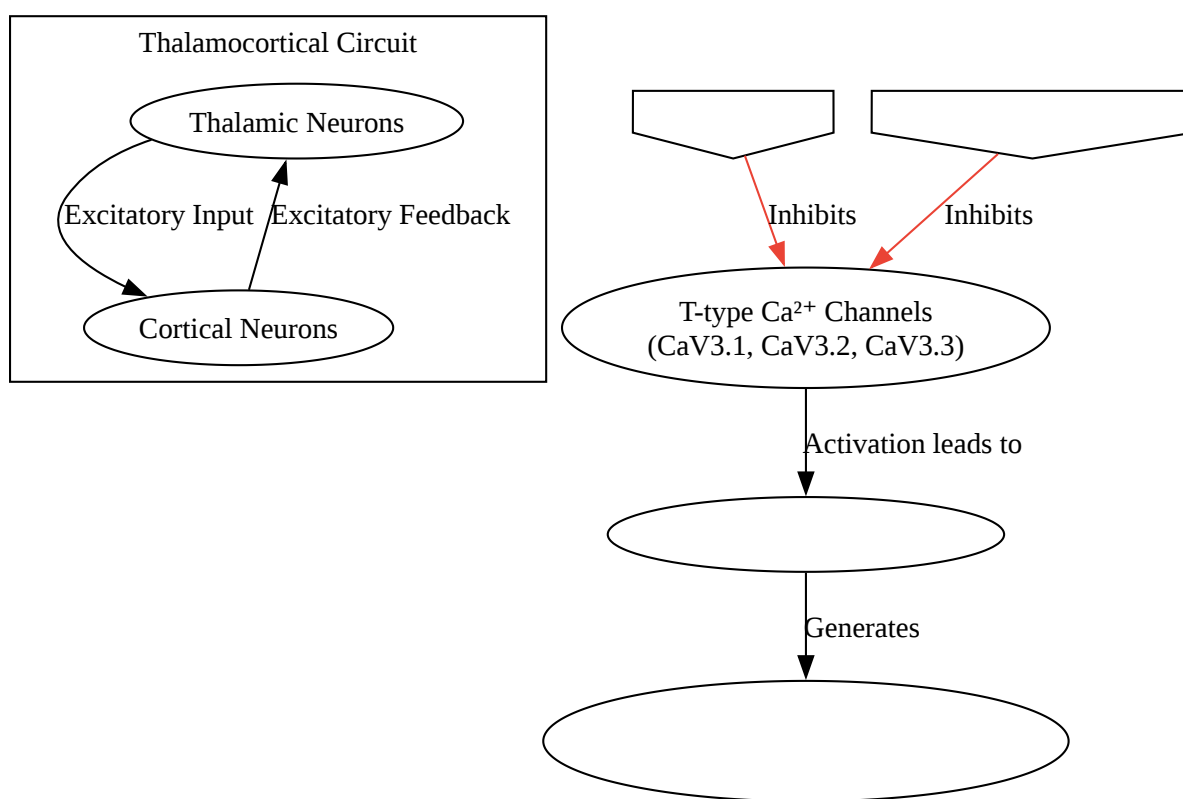 Thalamocortical Circuit
Thalamic Neurons
Excitatory Input
Excitatory Feedback
Cortical Neurons
Inhibits
Inhibits
T-type Ca²⁺ Channels
(CaV3.1, CaV3.2, CaV3.3)
Activation leads to
Generates